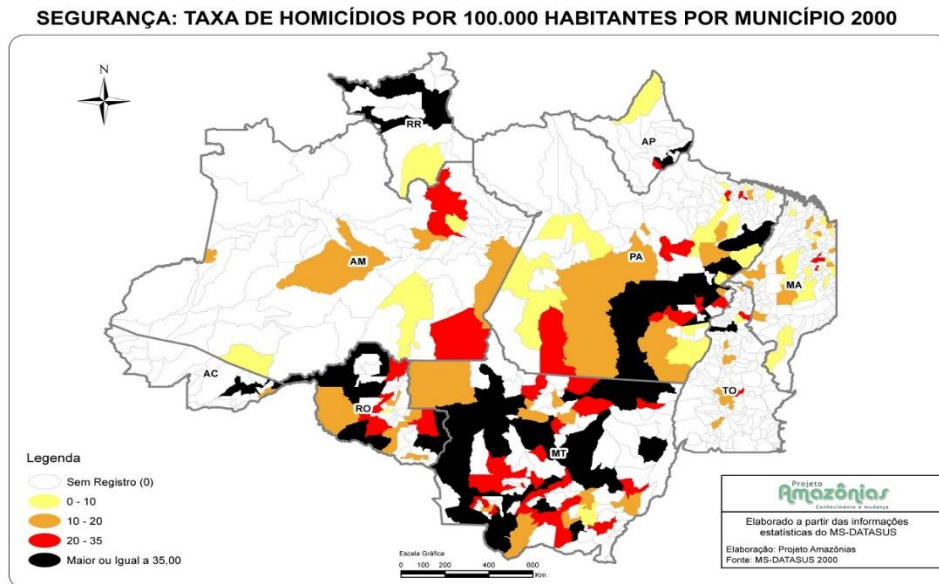 SEGURANÇA: TAXA DE HOMICÍDIOS POR 100.000 HABITANTES POR MUNICÍPIO 2000
N
RR
AP
AM
PA
MA
AC
RO
TO
MT
Legenda
Sem Registro (0)
0 - 10
10 - 20
20 - 35
Maior ou Igual a 35,00
Escala Gráfica
0 100 200 400 600
Km
Projeto
Amazônias
Conhecimento e mudança
Elaborado a partir das informações
estatísticas do MS-DATASUS
Elaboração: Projeto Amazônias
Fonte: MS-DATASUS 2000